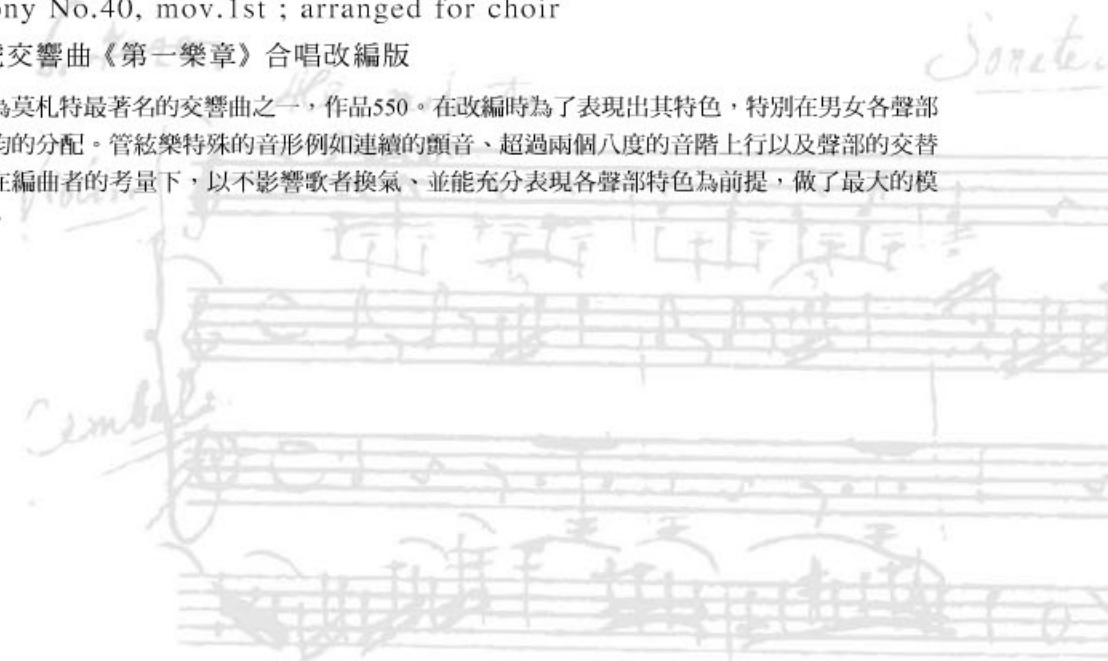 ony No.40, mov.1st ; arranged for choir
交響曲《第一樂章》合唱改編版
為莫札特最著名的交響曲之一，作品550。在改編時為了表現出其特色，特別在男女各聲部
均的分配。管絃樂特殊的音形例如連續的顫音、超過兩個八度的音階上行以及聲部的交替
在編曲者的考量下，以不影響歌者換氣、並能充分表現各聲部特色為前提，做了最大的模
Violin
Cembalo